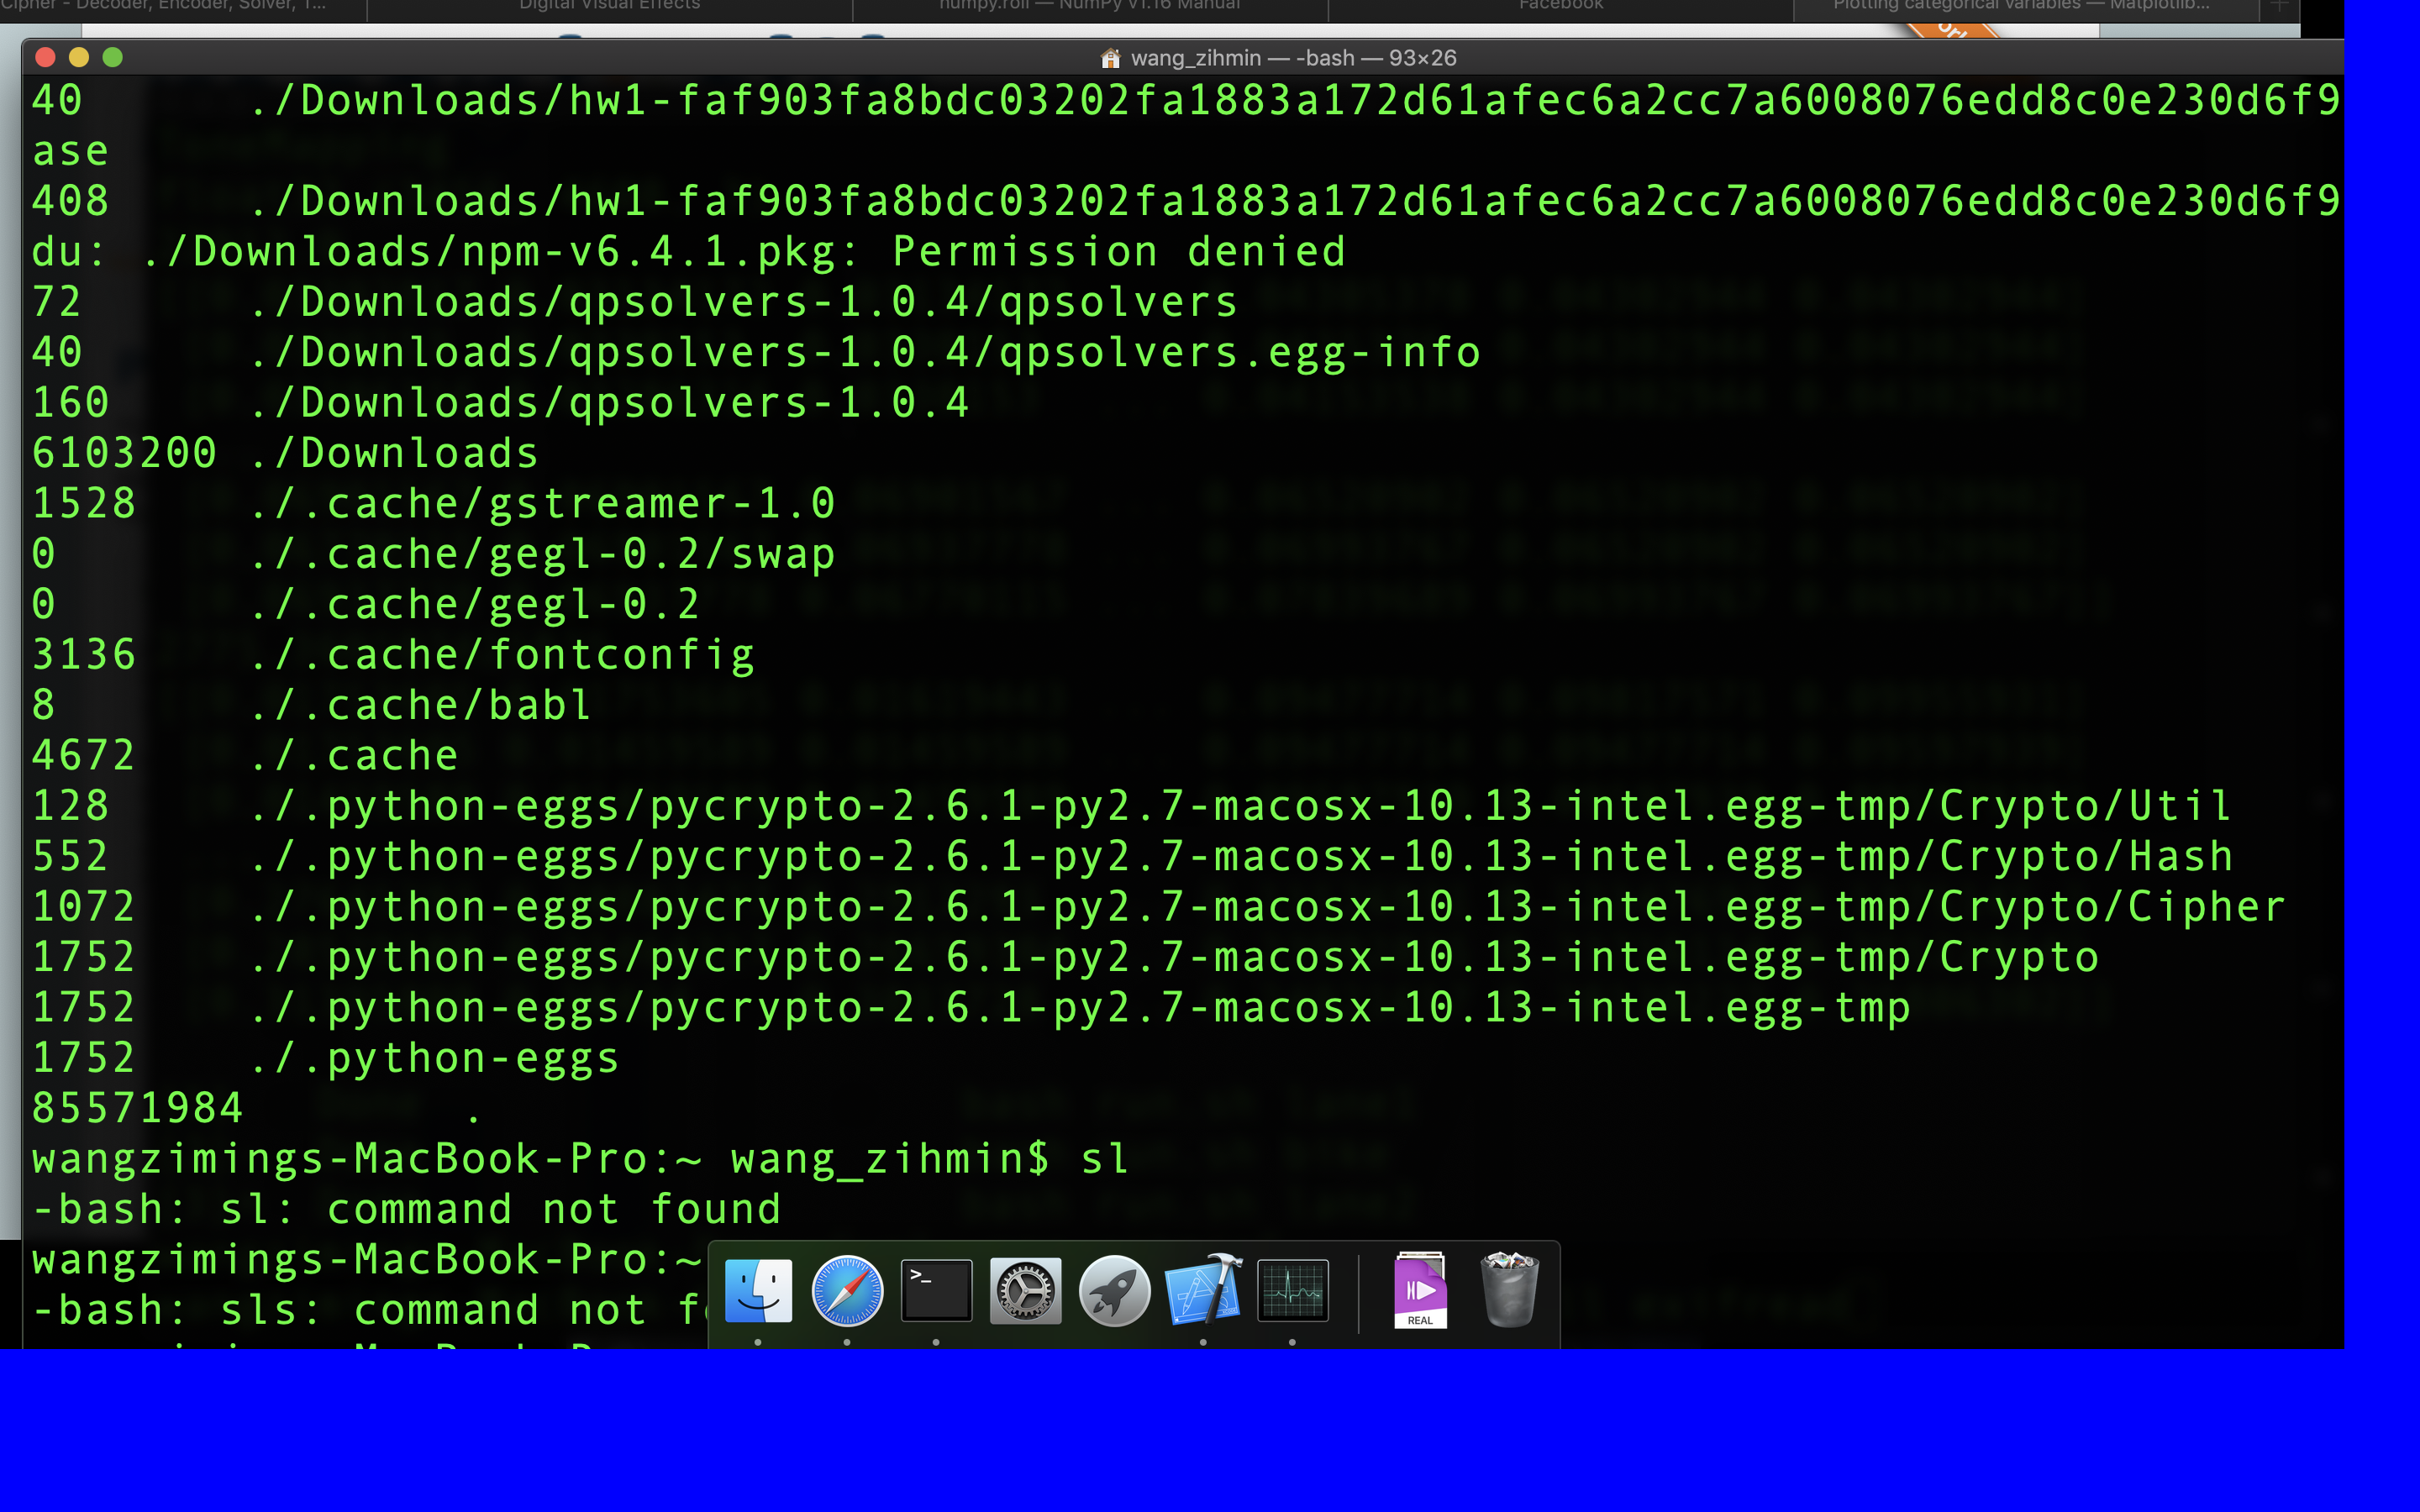 Cipher - Decoder, Encoder, Solver, T...
Digital Visual Effects
numpy.roll — NumPy v1.16 Manual
Facebook
Plotting categorical variables — Matplotlib...
wang_zihmin — -bash — 93×26
40 ./Downloads/hw1-faf903fa8bdc03202fa1883a172d61afec6a2cc7a6008076edd8c0e230d6f9
ase
408 ./Downloads/hw1-faf903fa8bdc03202fa1883a172d61afec6a2cc7a6008076edd8c0e230d6f9
du: ./Downloads/npm-v6.4.1.pkg: Permission denied
72 ./Downloads/qpsolvers-1.0.4/qpsolvers
40 ./Downloads/qpsolvers-1.0.4/qpsolvers.egg-info
160 ./Downloads/qpsolvers-1.0.4
6103200 ./Downloads
1528 ./.cache/gstreamer-1.0
0 ./.cache/gegl-0.2/swap
0 ./.cache/gegl-0.2
3136 ./.cache/fontconfig
8 ./.cache/babl
4672 ./.cache
128 ./.python-eggs/pycrypto-2.6.1-py2.7-macosx-10.13-intel.egg-tmp/Crypto/Util
552 ./.python-eggs/pycrypto-2.6.1-py2.7-macosx-10.13-intel.egg-tmp/Crypto/Hash
1072 ./.python-eggs/pycrypto-2.6.1-py2.7-macosx-10.13-intel.egg-tmp/Crypto/Cipher
1752 ./.python-eggs/pycrypto-2.6.1-py2.7-macosx-10.13-intel.egg-tmp/Crypto
1752 ./.python-eggs/pycrypto-2.6.1-py2.7-macosx-10.13-intel.egg-tmp
1752 ./.python-eggs
85571984 .
wangzimings-MacBook-Pro:~ wang_zihmin$ sl
-bash: sl: command not found
wangzimings-MacBook-Pro:~
-bash: sls: command not
REAL